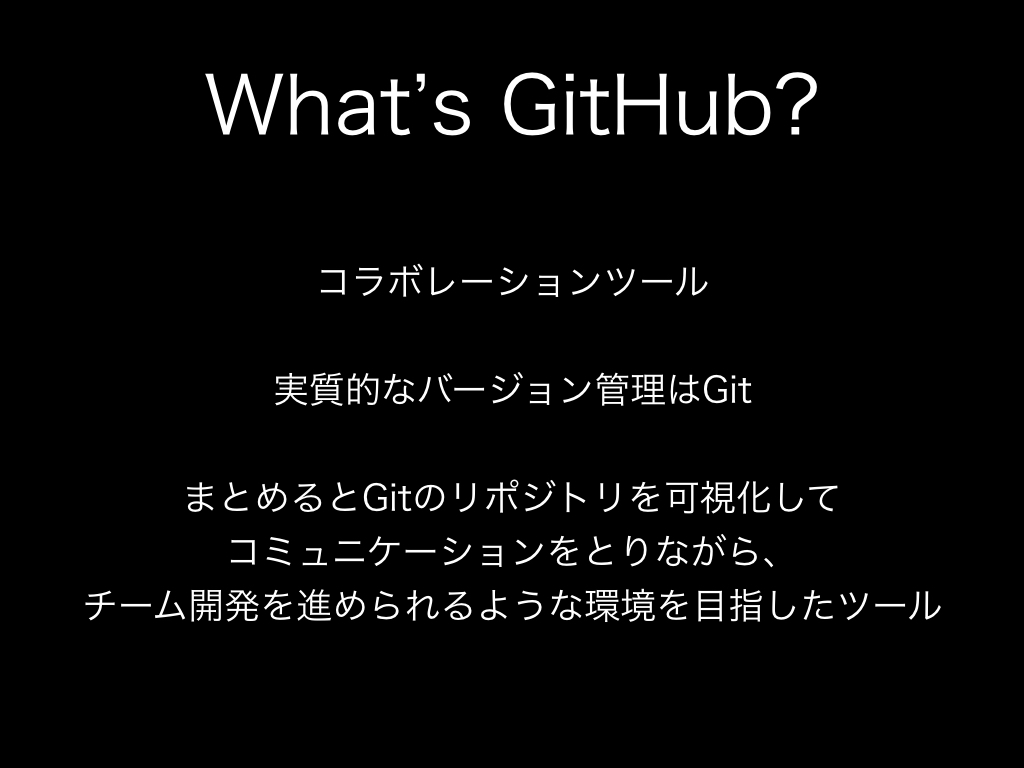 What’s GitHub?
コラボレーションツール
実質的なバージョン管理はGit
まとめるとGitのリポジトリを可視化して
コミュニケーションをとりながら、
チーム開発を進められるような環境を目指したツール